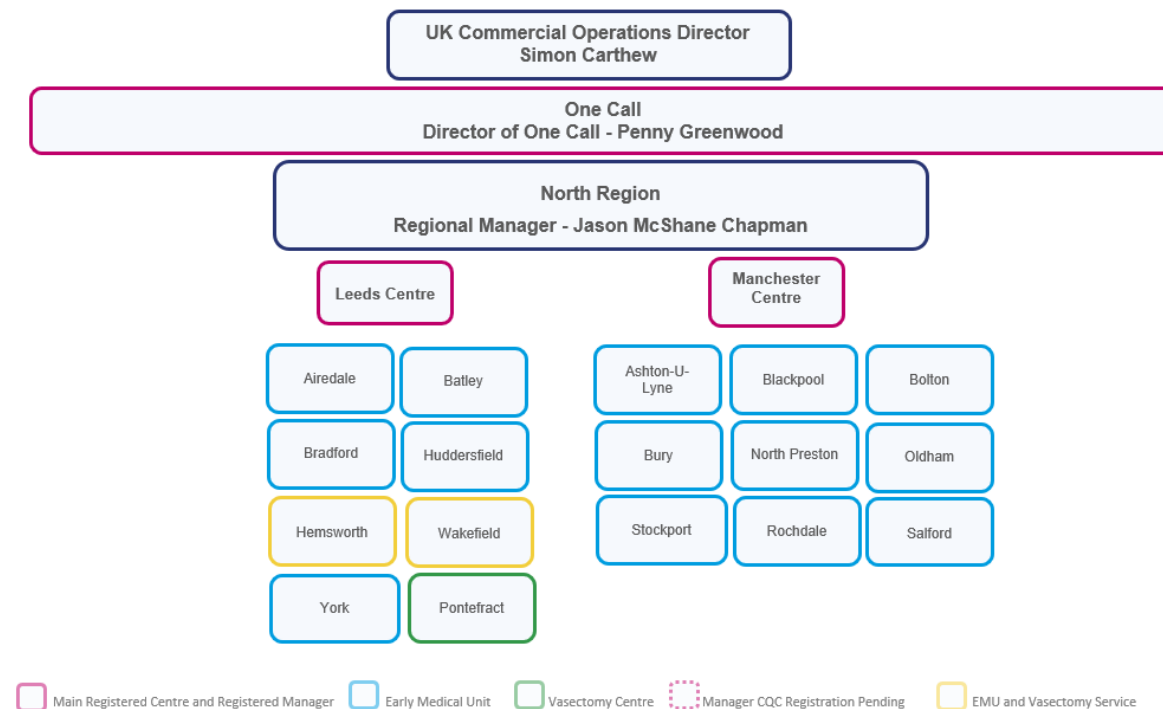 UK Commercial Operations Director
Simon Carthew
One Call
Director of One Call - Penny Greenwood
North Region
Regional Manager - Jason McShane Chapman
Leeds Centre
Manchester
Centre
Airedale
Batley
Ashton-U-
Lyne
Blackpool
Bolton
Bradford
Huddersfield
Bury
North Preston
Oldham
Hemsworth
Wakefield
Stockport
Rochdale
Salford
York
Pontefract
Main Registered Centre and Registered Manager
Early Medical Unit
Vasectomy Centre
Manager CQC Registration Pending
EMU and Vasectomy Service